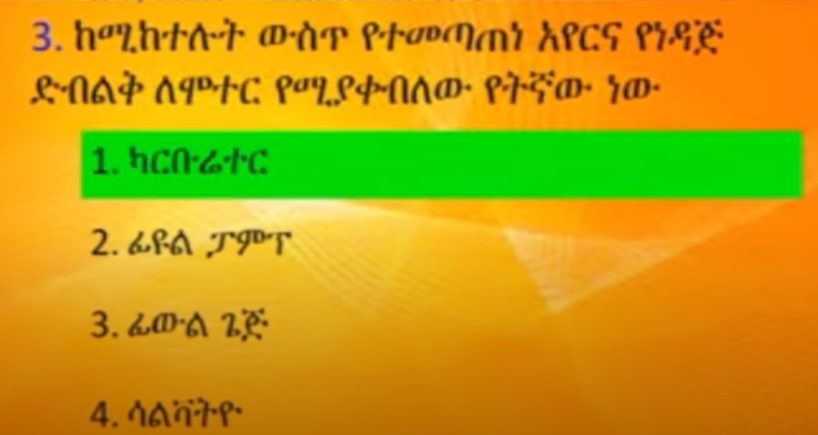 3. ከሚከተሉት ውስጥ የተመጣጠነ አየርና የነዳጅ
ድብልቅ ለሞተር የሚያቀብለው የትኛው ነው
1. ካርቡሬተር
2. ፊዩል ፓምፕ
3. ፊውል ጌጅ
4. ሳልቫትዮ